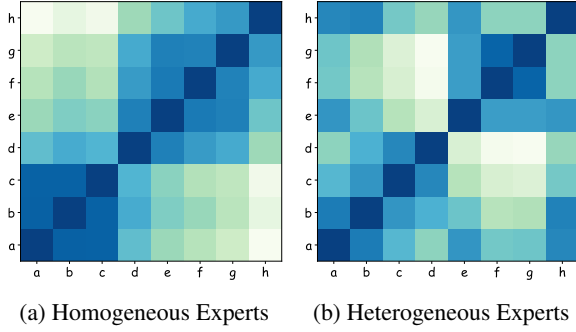 h
g
f
e
d
c
b
a
a b c d e f g h
(a) Homogeneous Experts
h
g
f
e
d
c
b
a
a b c d e f g h
(b) Heterogeneous Experts